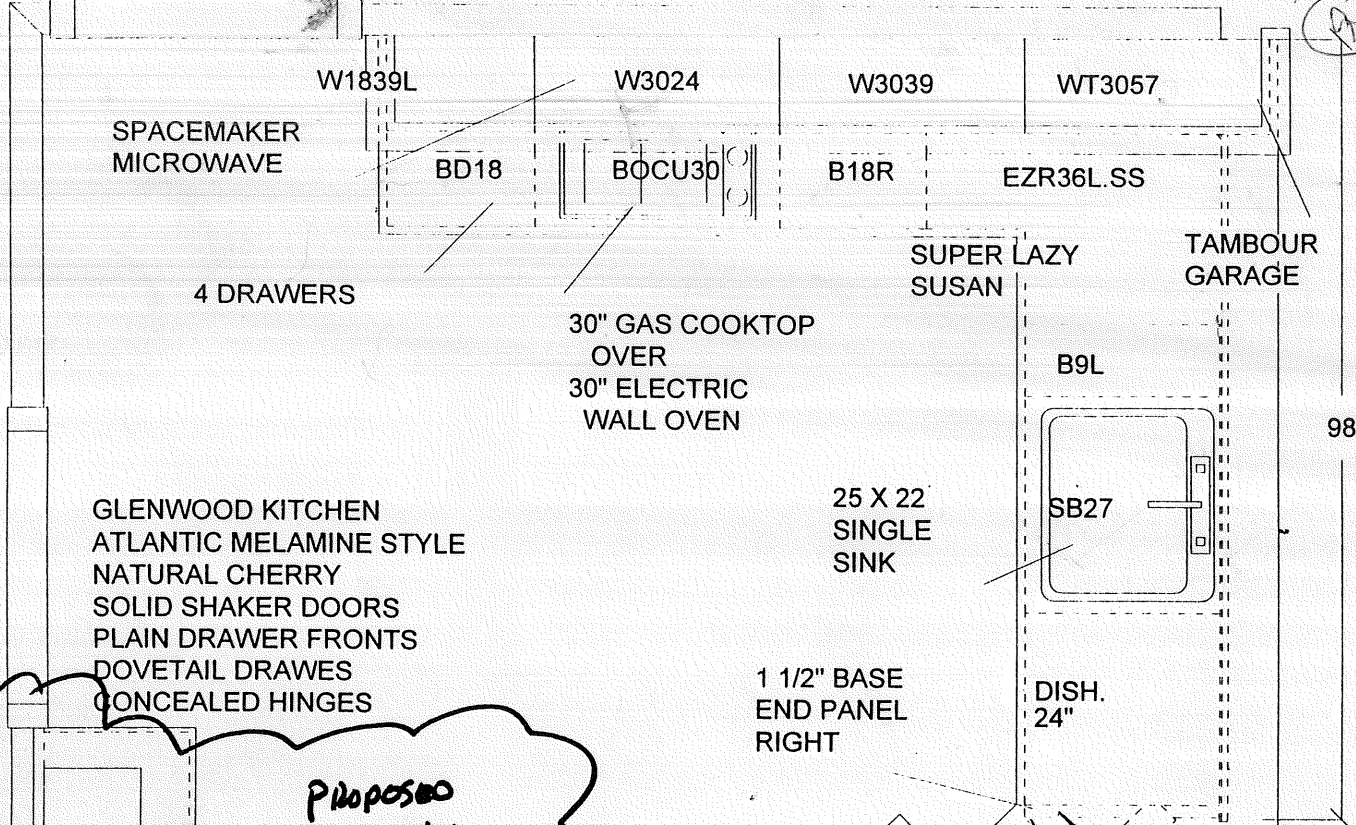 W1839L
W3024
W3039
WT3057
SPACEMAKER
MICROWAVE
BD18
BOCU30
B18R
EZR36L.SS
SUPER LAZY
SUSAN
TAMBOUR
GARAGE
4 DRAWERS
30" GAS COOKTOP
OVER
30" ELECTRIC
WALL OVEN
B9L
98
GLENWOOD KITCHEN
ATLANTIC MELAMINE STYLE
NATURAL CHERRY
SOLID SHAKER DOORS
PLAIN DRAWER FRONTS
DOVETAIL DRAWES
CONCEALED HINGES
25 X 22
SINGLE
SINK
SB27
1 1/2" BASE
END PANEL
RIGHT
DISH.
24"
PROPOSED